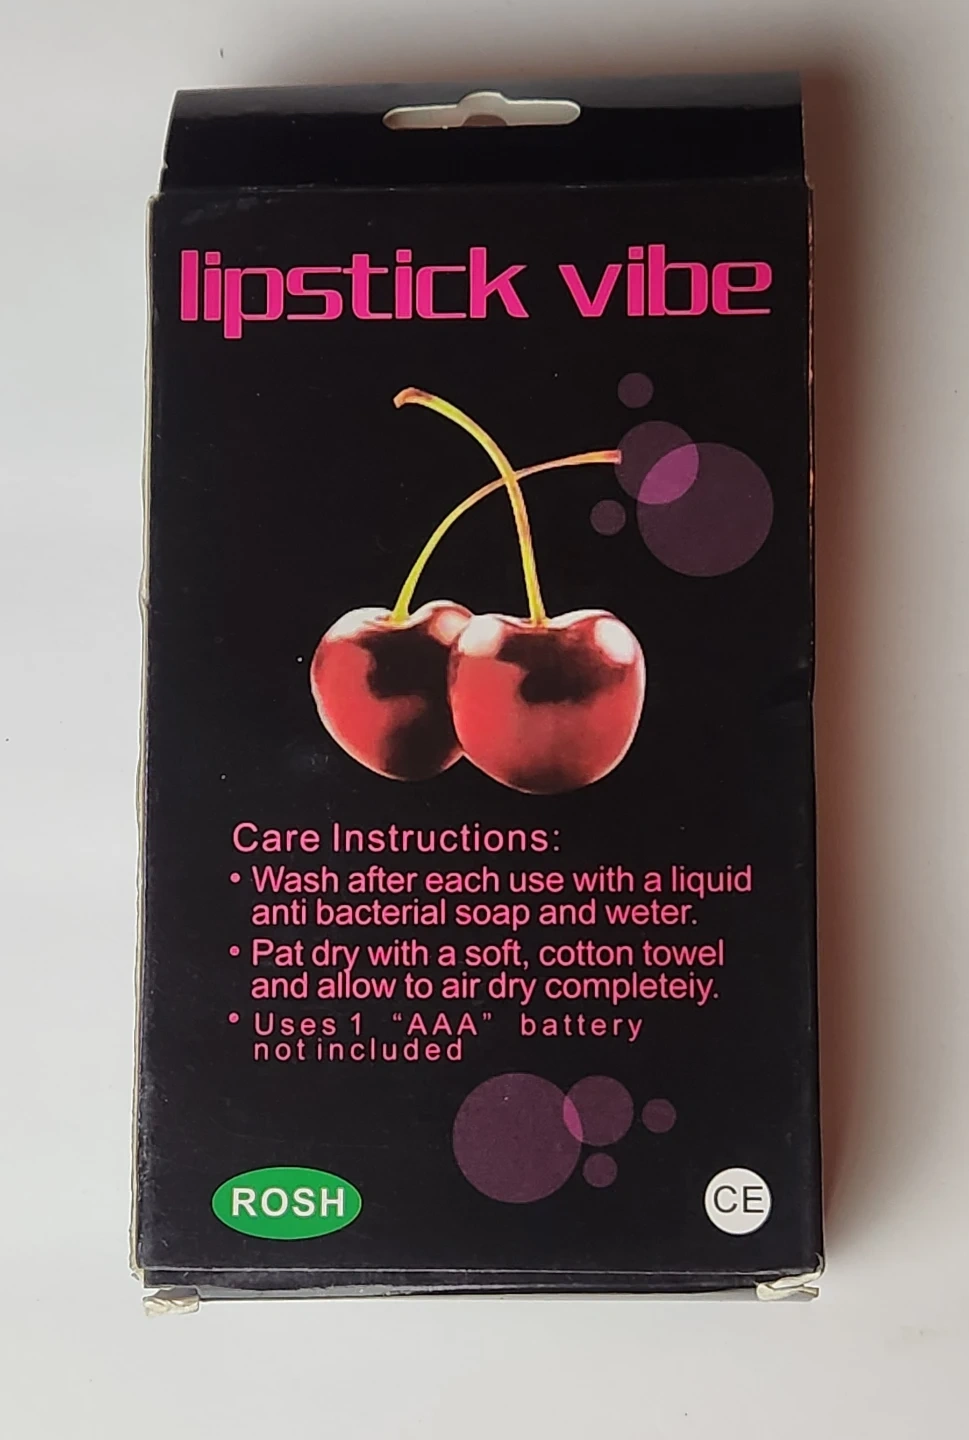 lipstick vibe
Care Instructions:
• Wash after each use with a liquid
anti bacterial soap and weter.
• Pat dry with a soft, cotton towel
and allow to air dry completeiy.
• Uses 1 “AAA” battery
not included
ROSH
CE